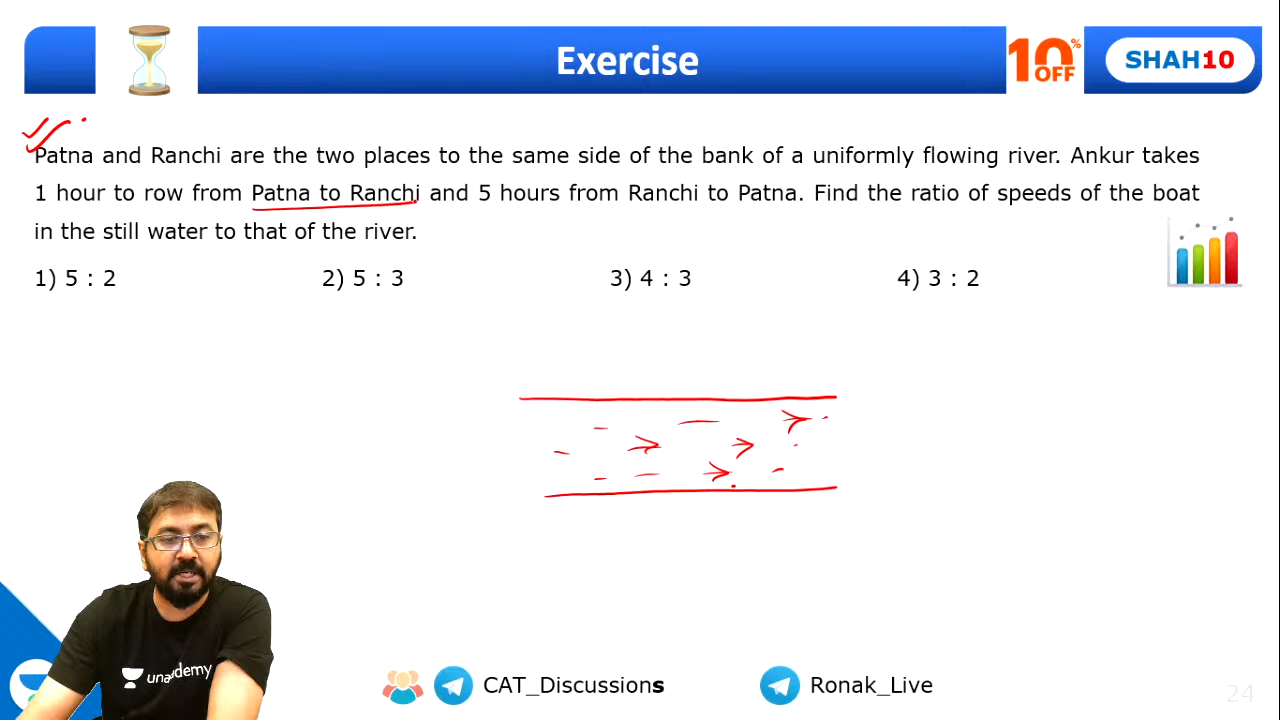 Exercise
10% OFF
SHAH10
Patna and Ranchi are the two places to the same side of the bank of a uniformly flowing river. Ankur takes
1 hour to row from Patna to Ranchi and 5 hours from Ranchi to Patna. Find the ratio of speeds of the boat
in the still water to that of the river.
1) 5 : 2 2) 5 : 3 3) 4 : 3 4) 3 : 2
unacademy
CAT_Discussions Ronak_Live
24